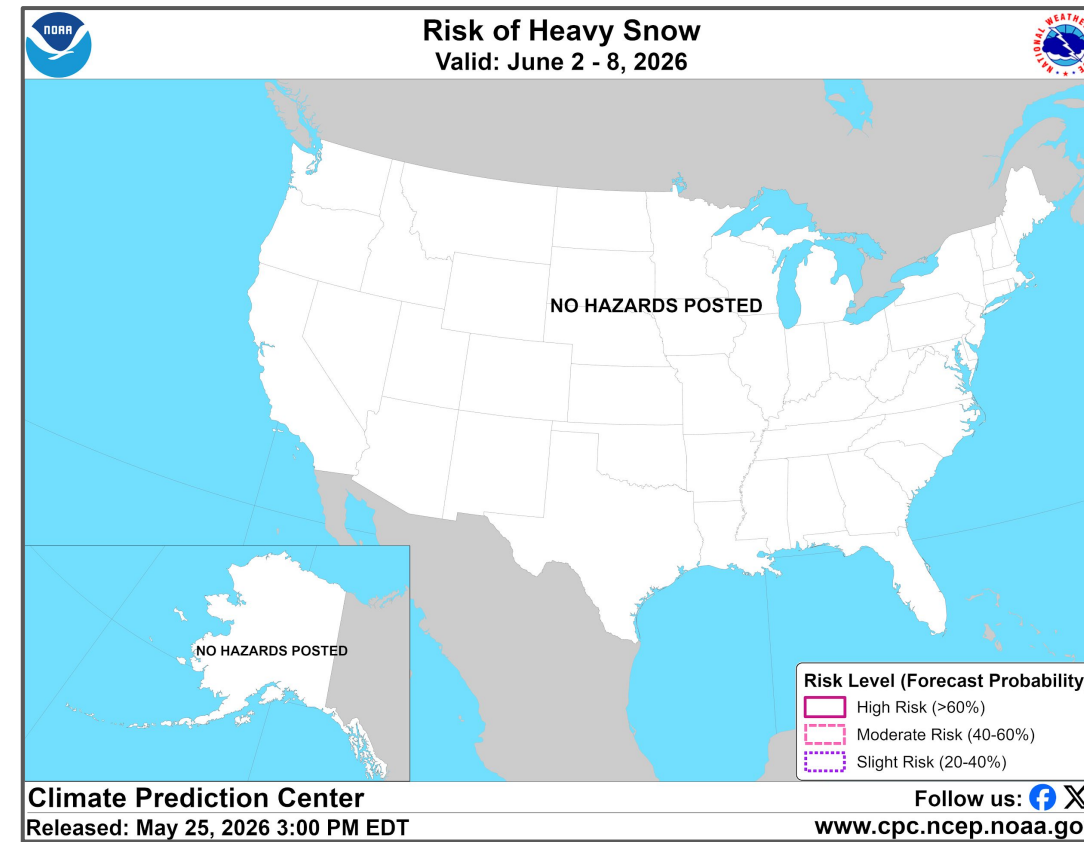 NOAA
Risk of Heavy Snow
Valid: June 2 - 8, 2026
NATIONAL WEATHER
NO HAZARDS POSTED
NO HAZARDS POSTED
Risk Level (Forecast Probability
High Risk (>60%)
Moderate Risk (40-60%)
Slight Risk (20-40%)
Climate Prediction Center
Follow us:
Released: May 25, 2026 3:00 PM EDT
www.cpc.ncep.noaa.go